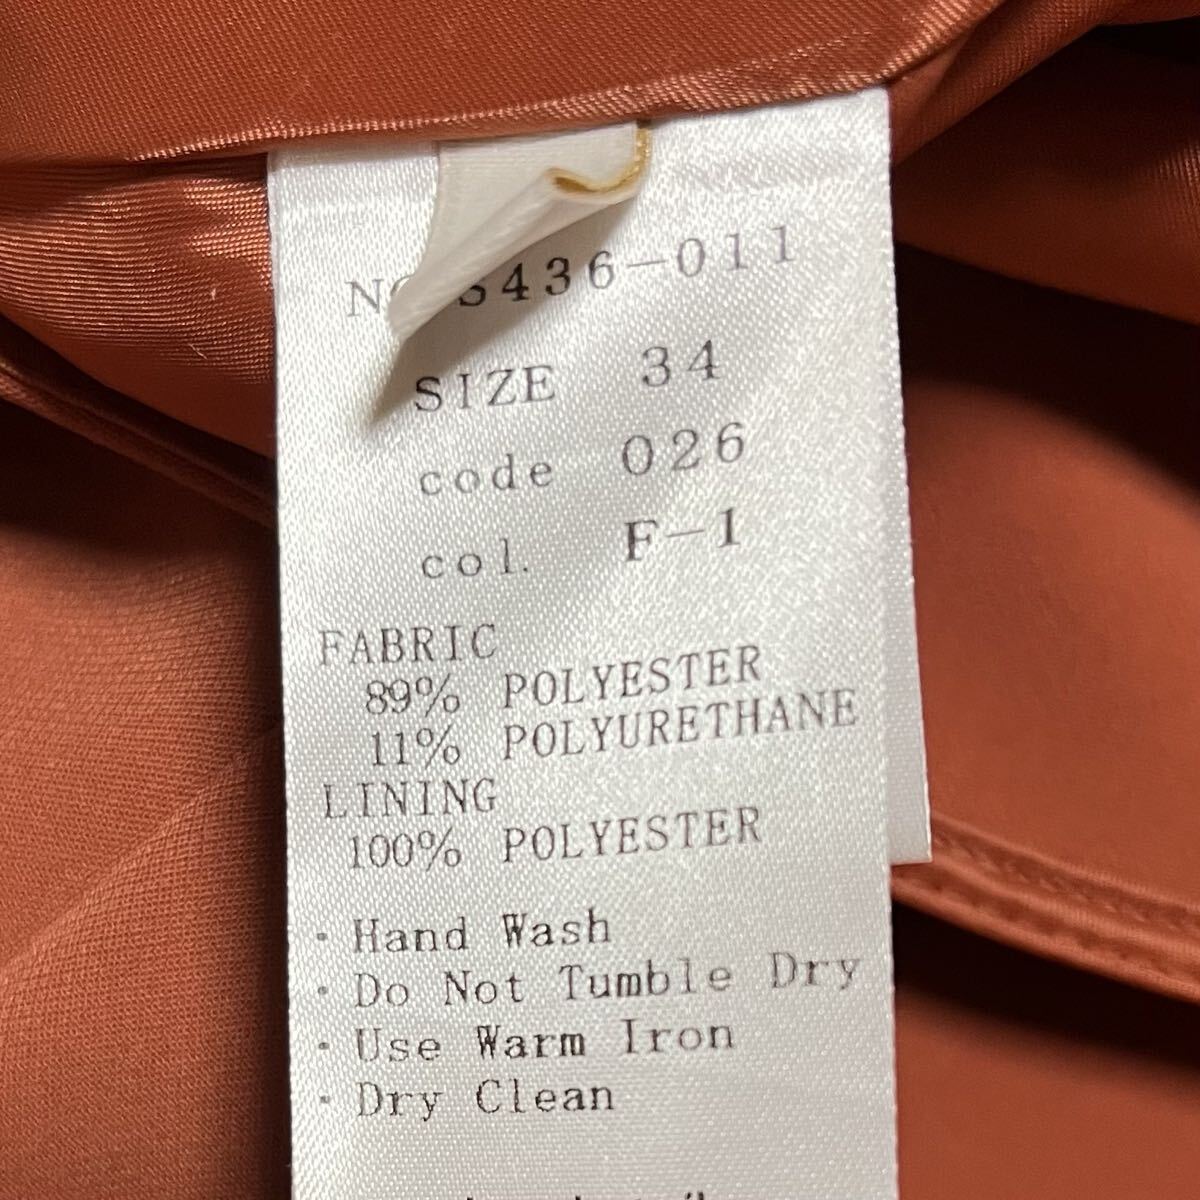 S436-011
SIZE 34
code 026
col. F-1
FABRIC
89% POLYESTER
11% POLYURETHANE
LINING
100% POLYESTER
・Hand Wash
・Do Not Tumble Dry
・Use Warm Iron
・Dry Clean